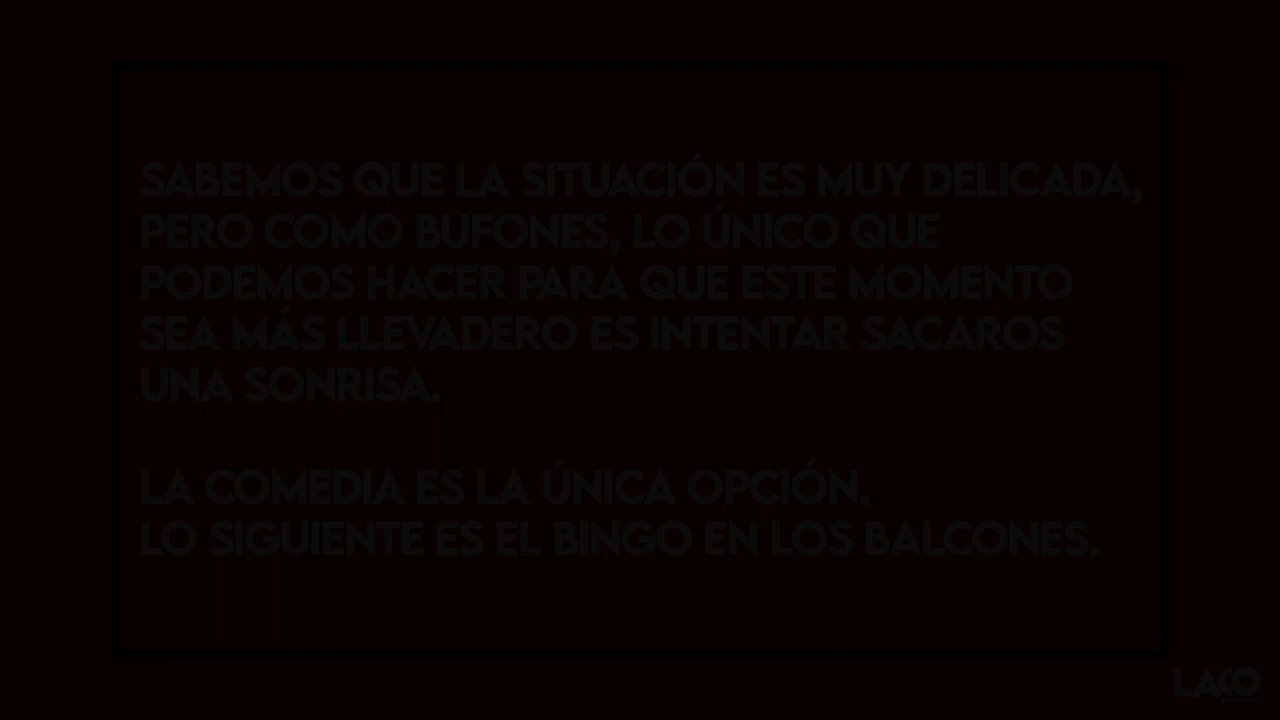 SABEMOS QUE LA SITUACIÓN ES MUY DELICADA,
PERO COMO BUFONES, LO ÚNICO QUE
PODEMOS HACER PARA QUE ESTE MOMENTO
SEA MÁS LLEVADERO ES INTENTAR SACAROS
UNA SONRISA.
LA COMEDIA ES LA ÚNICA OPCIÓN.
LO SIGUIENTE ES EL BINGO EN LOS BALCONES.
LACO